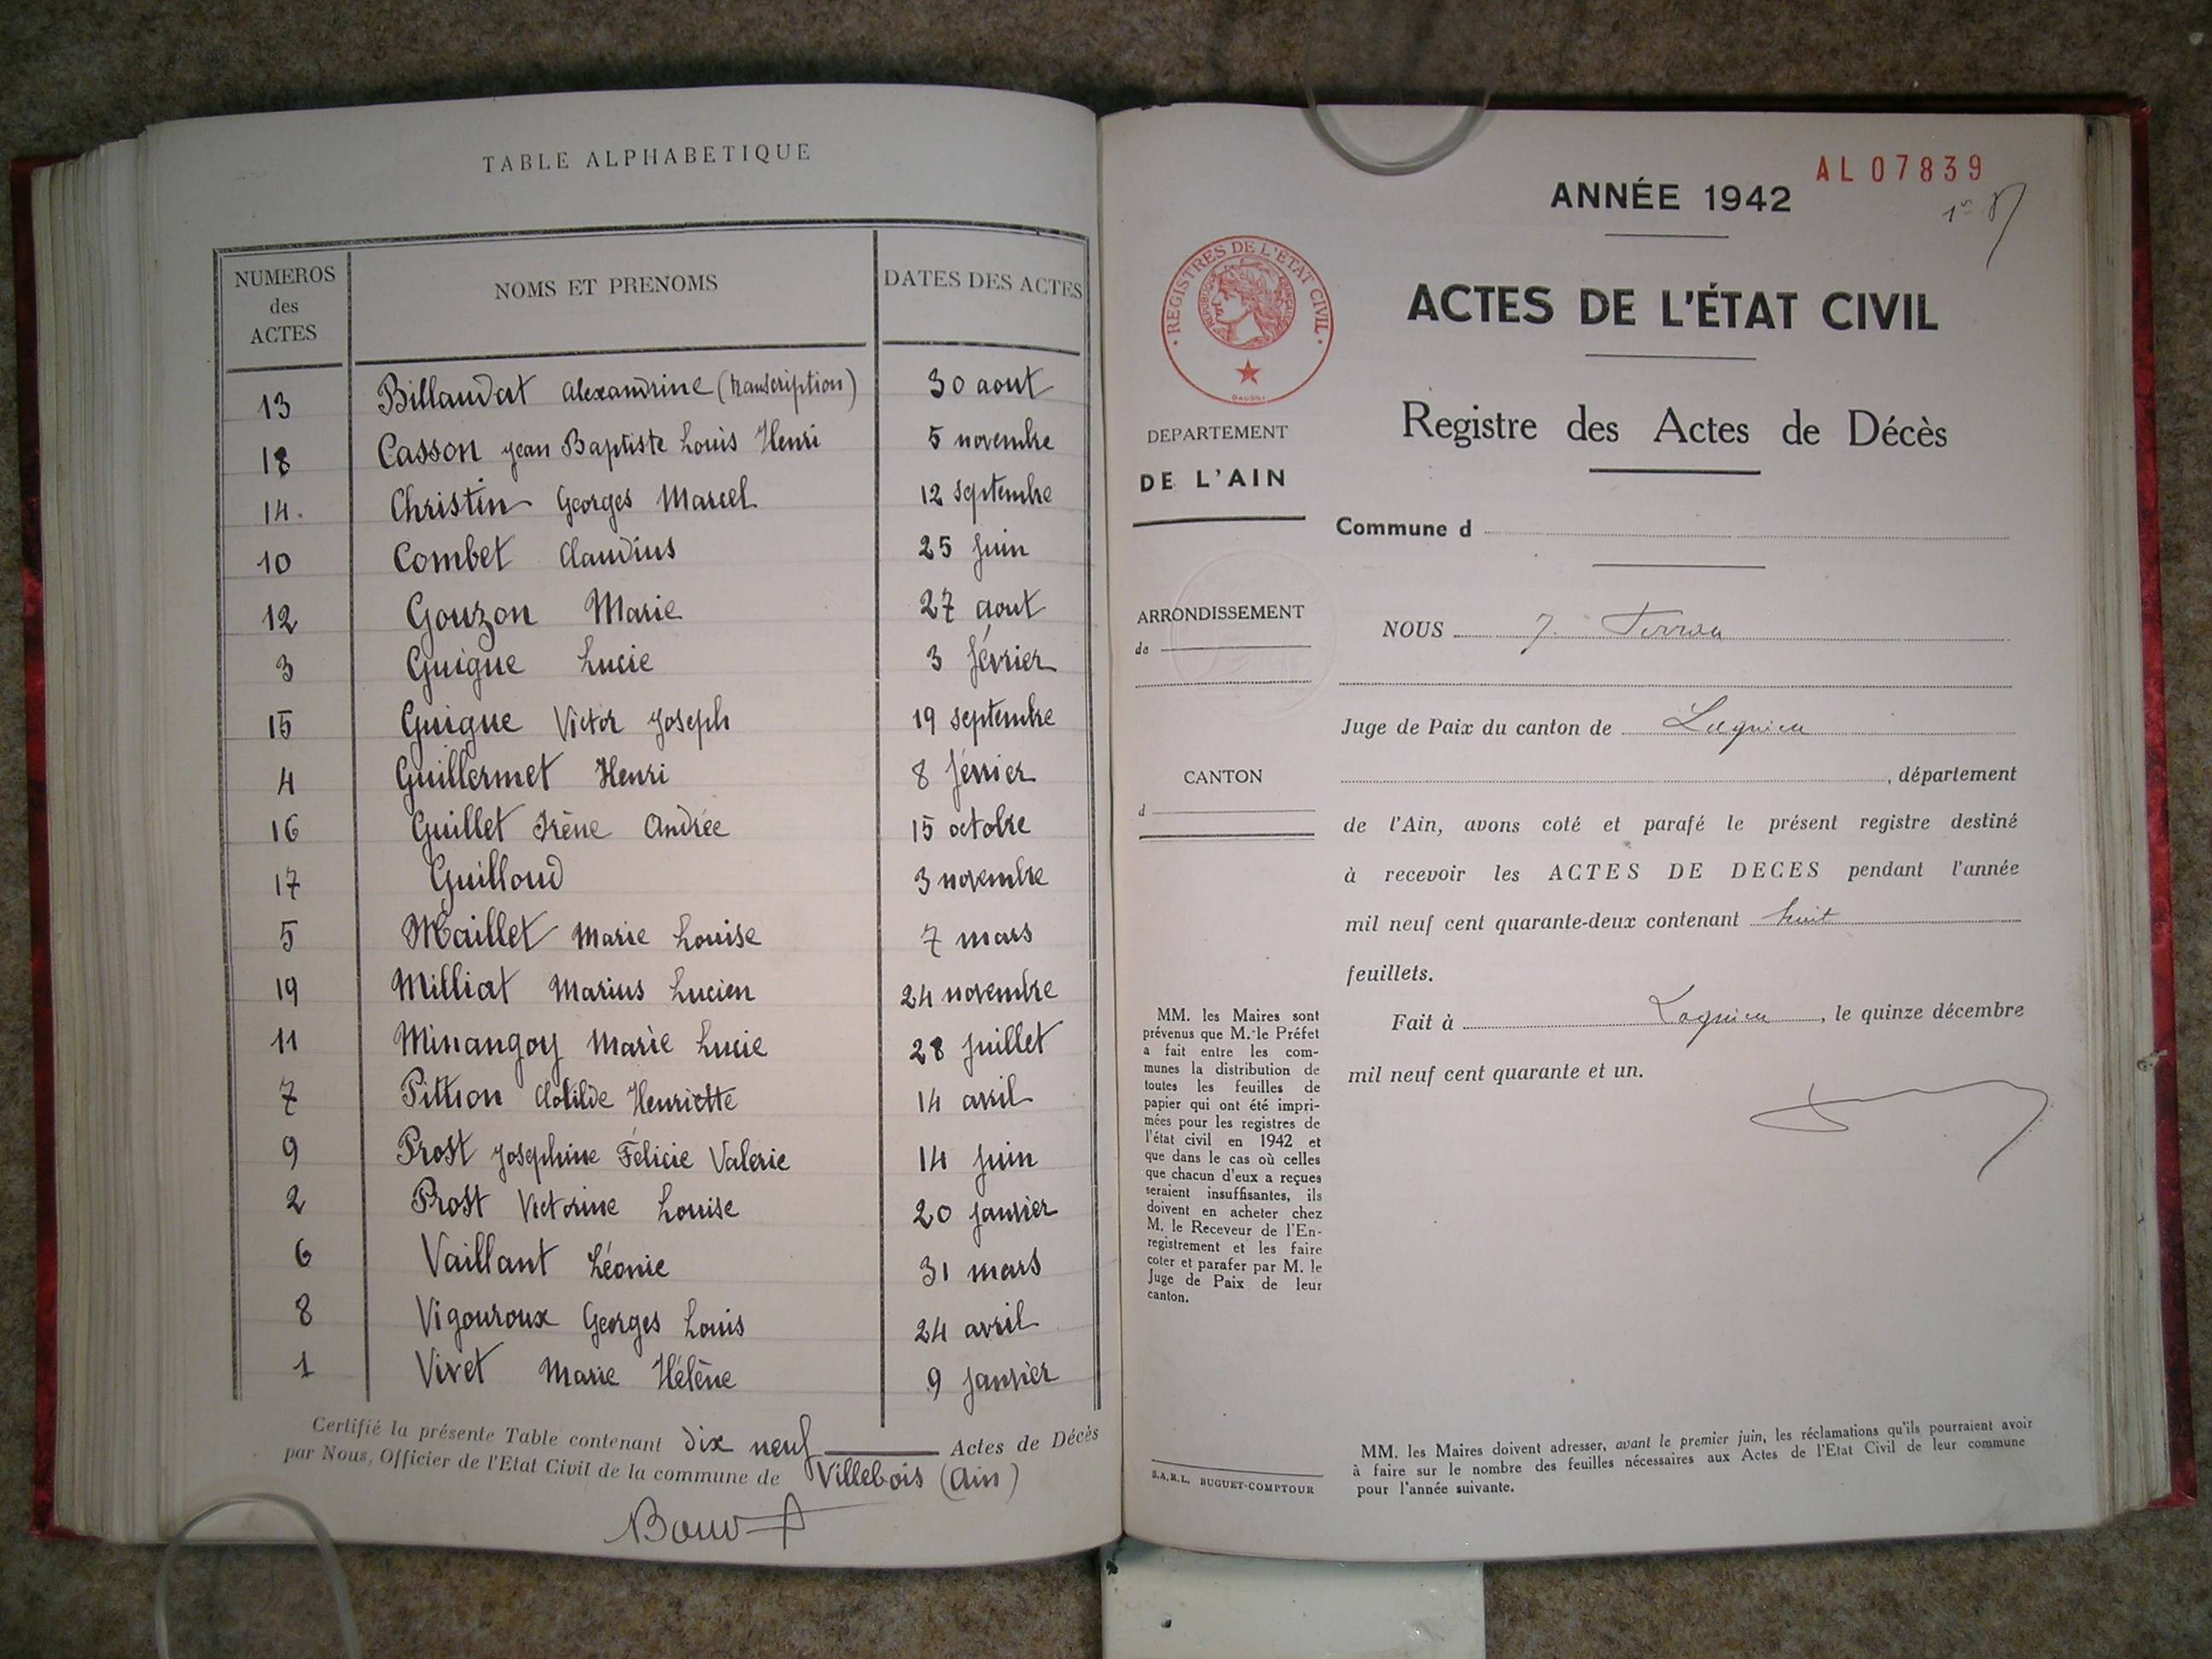 TABLE ALPHABETIQUE
NUMEROS des ACTES NOMS ET PRENOMS DATES DES ACTES
13 Billaudat Alexandrine (transcription) 30 aout
18 Casson Jean Baptiste Louis Henri 5 novembre
14. Christin Georges Marcel 12 septembre
10 Combet Claudius 25 juin
12 Gouzon Marie 27 aout
3 Guigue Lucie 3 février
15 Guigue Victor Joseph 19 septembre
4 Guillermet Henri 8 février
16 Guillet Irène Andrée 15 octobre
17 Guilloud 3 novembre
5 Maillet Marie Louise 7 mars
19 Milliat Marius Lucien 24 novembre
11 Minangoy Marie Lucie 28 juillet
7 Pittion Clotilde Henriette 14 avril
9 Prost Joséphine Félicie Valerie 14 juin
2 Prost Victorine Louise 20 janvier
6 Vaillant Léonie 31 mars
8 Vigouroux Georges Louis 24 avril
1 Vivet Marie Hélène 9 janvier
Certifié la présente Table contenant dix neuf Actes de Décès
par Nous, Officier de l'Etat Civil de la commune de Villebois (Ain)
AL07839
ANNÉE 1942
REGISTRES DE L'ÉTAT CIVIL
RÉPUBLIQUE FRANÇAISE
ACTES DE L'ÉTAT CIVIL
Registre des Actes de Décès
DEPARTEMENT
DE L'AIN
Commune d
ARRONDISSEMENT
de
NOUS J.
Juge de Paix du canton de Lagnieu
CANTON
d
, département
de l'Ain, avons coté et parafé le présent registre destiné
à recevoir les ACTES DE DECES pendant l'année
mil neuf cent quarante-deux contenant huit
feuillets.
Fait à Lagnieu, le quinze décembre
mil neuf cent quarante et un.
MM. les Maires sont
prévenus que M. le Préfet
a fait entre les com-
munes la distribution de
toutes les feuilles de
papier qui ont été impri-
mées pour les registres de
l'état civil en 1942 et
que dans le cas où celles
que chacun d'eux a reçues
seraient insuffisantes, ils
doivent en acheter chez
M. le Receveur de l'En-
registrement et les faire
coter et parafer par M. le
Juge de Paix de leur
canton.
S.A.R.L. BUGUET-COMPTOUR
MM. les Maires doivent adresser, avant le premier juin, les réclamations qu'ils pourraient avoir
à faire sur le nombre des feuilles nécessaires aux Actes de l'Etat Civil de leur commune
pour l'année suivante.